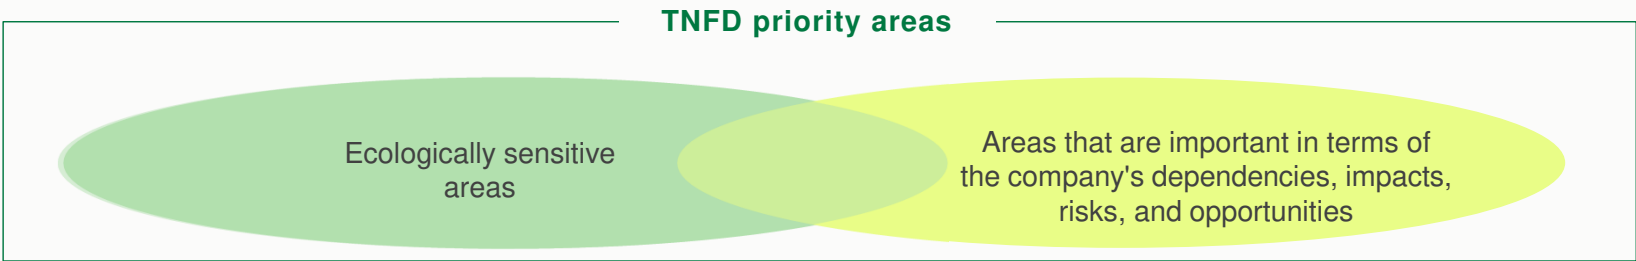 TNFD priority areas
Ecologically sensitive
areas
Areas that are important in terms of
the company's dependencies, impacts,
risks, and opportunities